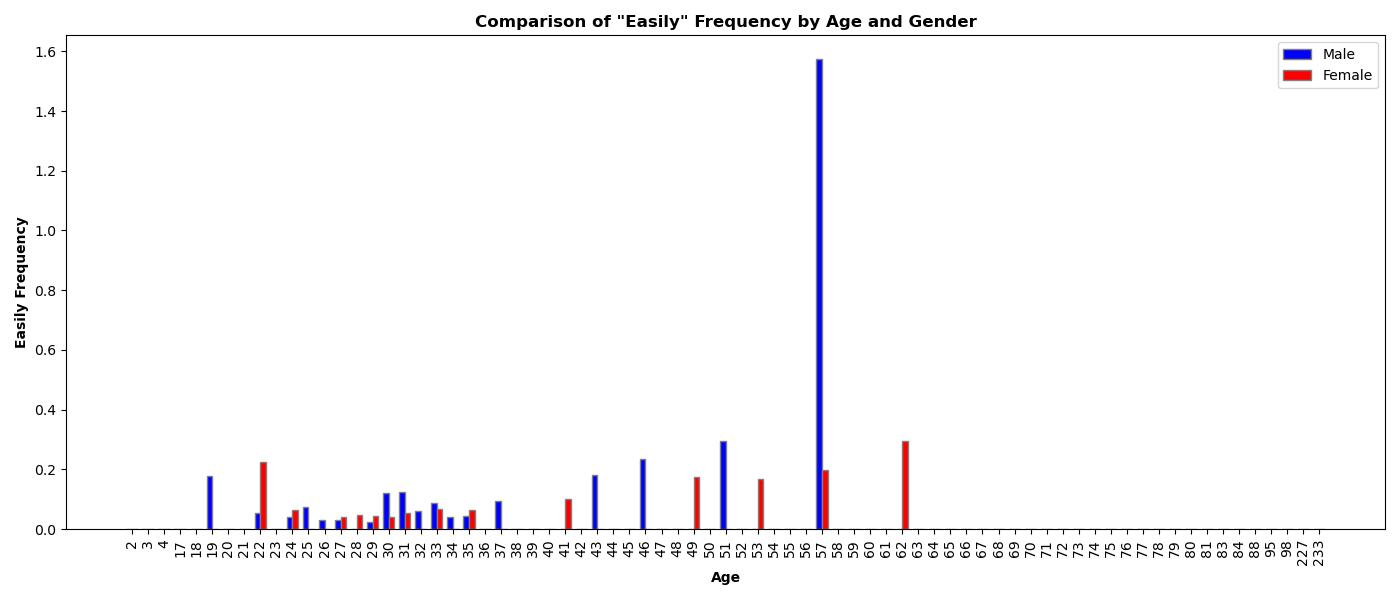 Comparison of "Easily" Frequency by Age and Gender
Male
Female
Easily Frequency
1.6
1.4
1.2
1.0
0.8
0.6
0.4
0.2
0.0
2 3 4 17 18 19 20 21 22 23 24 25 26 27 28 29 30 31 32 33 34 35 36 37 38 39 40 41 42 43 44 45 46 47 48 49 50 51 52 53 54 55 56 57 58 59 60 61 62 63 64 65 66 67 68 69 70 71 72 73 74 75 76 77 78 79 80 81 83 84 88 95 98 227 233
Age